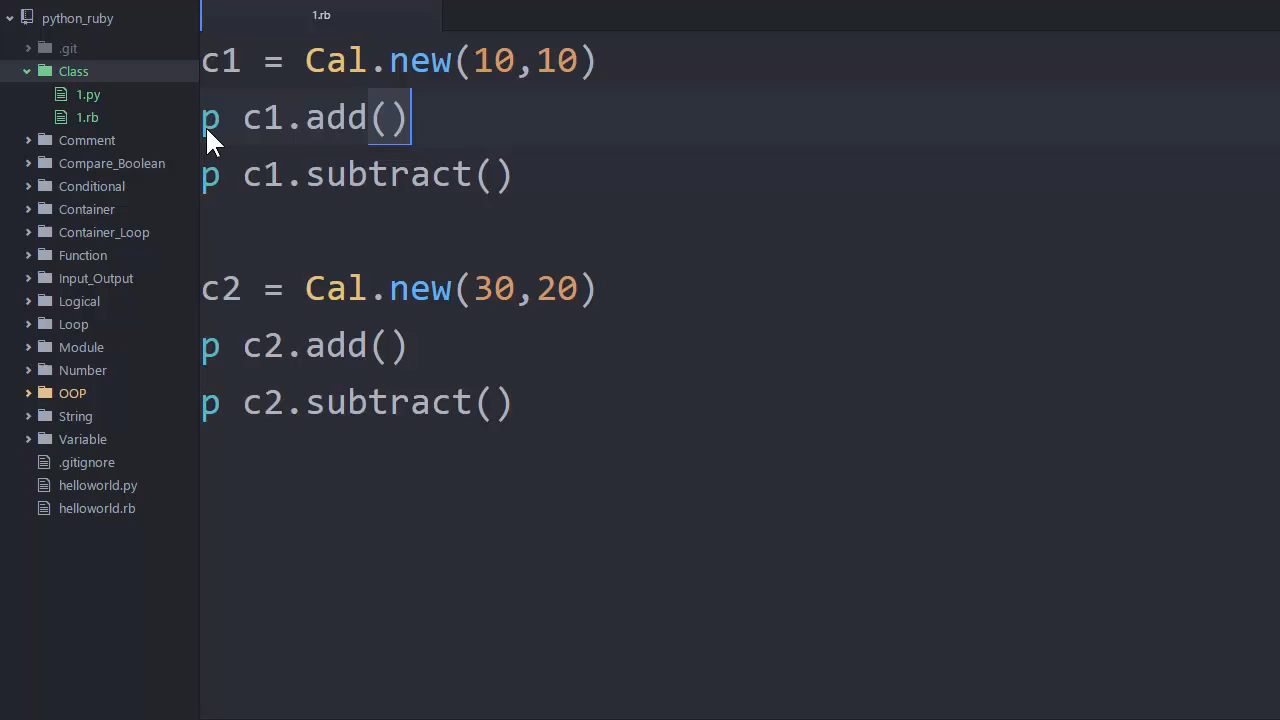 python_ruby
.git
Class
1.py
1.rb
Comment
Compare_Boolean
Conditional
Container
Container_Loop
Function
Input_Output
Logical
Loop
Module
Number
OOP
String
Variable
.gitignore
helloworld.py
helloworld.rb
1.rb
c1 = Cal.new(10,10)
p c1.add()
p c1.subtract()
c2 = Cal.new(30,20)
p c2.add()
p c2.subtract()